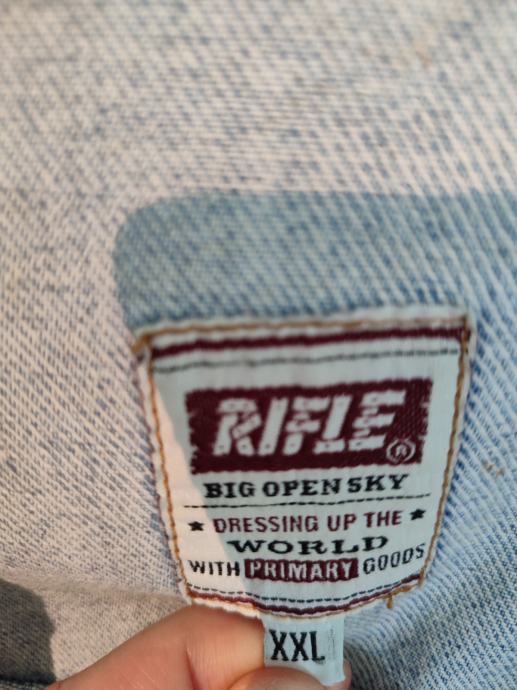 RIFLE ®
BIG OPEN SKY
★ DRESSING UP THE ★
WORLD
WITH PRIMARY GOODS
XXL